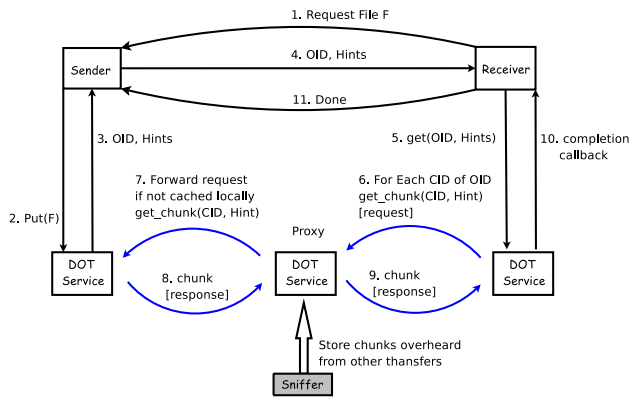 1. Request File F
Sender
4. OID, Hints
Receiver
11. Done
3. OID, Hints
5. get(OID, Hints)
10. completion
callback
7. Forward request
if not cached locally
get_chunk(CID, Hint)
6. For Each CID of OID
get_chunk(CID, Hint)
[request]
2. Put(F)
Proxy
DOT
Service
8. chunk
[response]
DOT
Service
9. chunk
[response]
DOT
Service
Store chunks overheard
from other thansfers
Sniffer